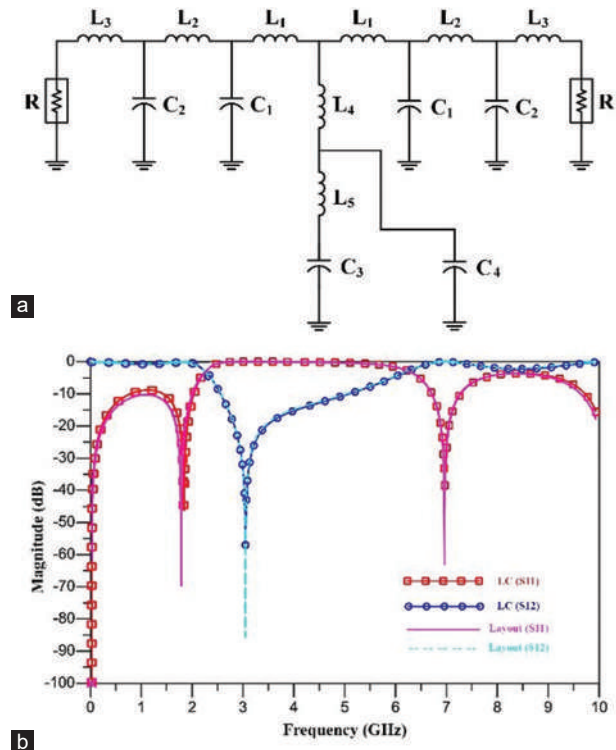 L₃ L₂ L₁ L₁ L₂ L₃
R C₂ C₁ L₄ C₁ C₂ R
L₅
C₃ C₄
a
0
-10
-20
-30
-40
-50
-60
-70
-80
-90
-100
Magnitude (dB)
LC (S11)
LC (S12)
Layout (S11)
Layout (S12)
0 1 2 3 4 5 6 7 8 9 10
Frequency (GHz)
b